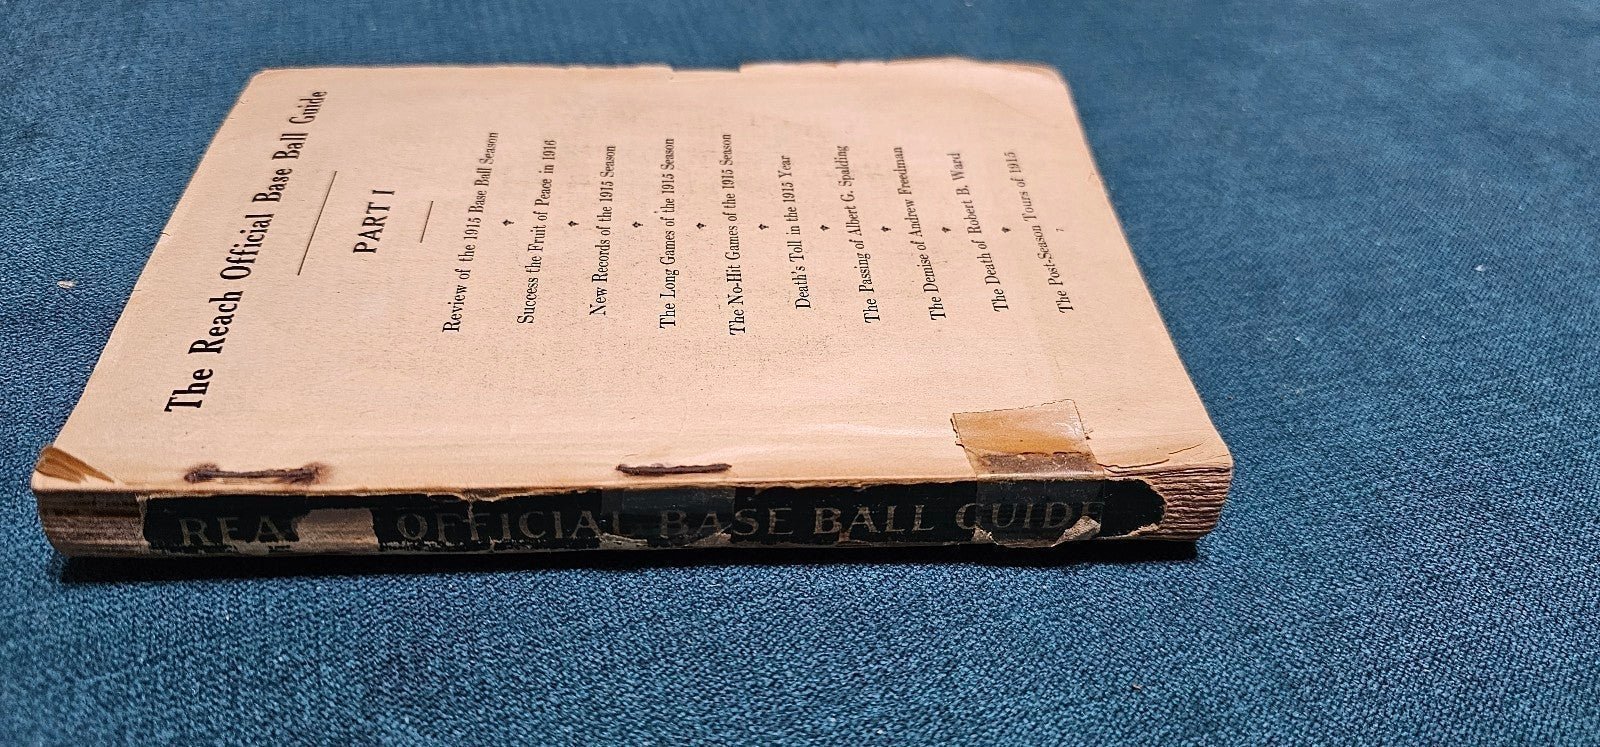 The Reach Official Base Ball Guide
PART I
Review of the 1915 Base Ball Season
Success the Fruit of Peace in 1916
New Records of the 1915 Season
The Long Games of the 1915 Season
The No-Hit Games of the 1915 Season
Death's Toll in the 1915 Year
The Passing of Albert G. Spalding
The Demise of Andrew Freedman
The Death of Robert B. Ward
The Post-Season Tours of 1915
REA OFFICIAL BASE BALL GUIDE